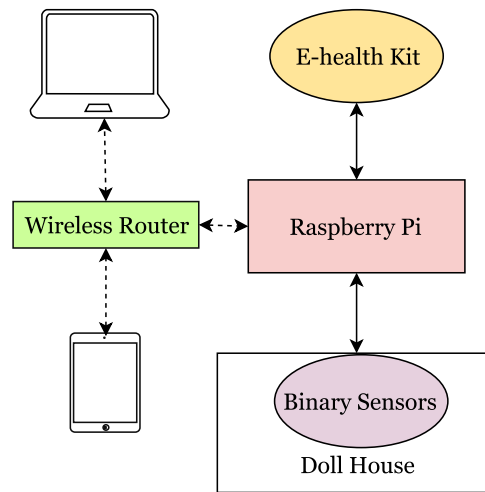 E-health Kit
Wireless Router
Raspberry Pi
Binary Sensors
Doll House